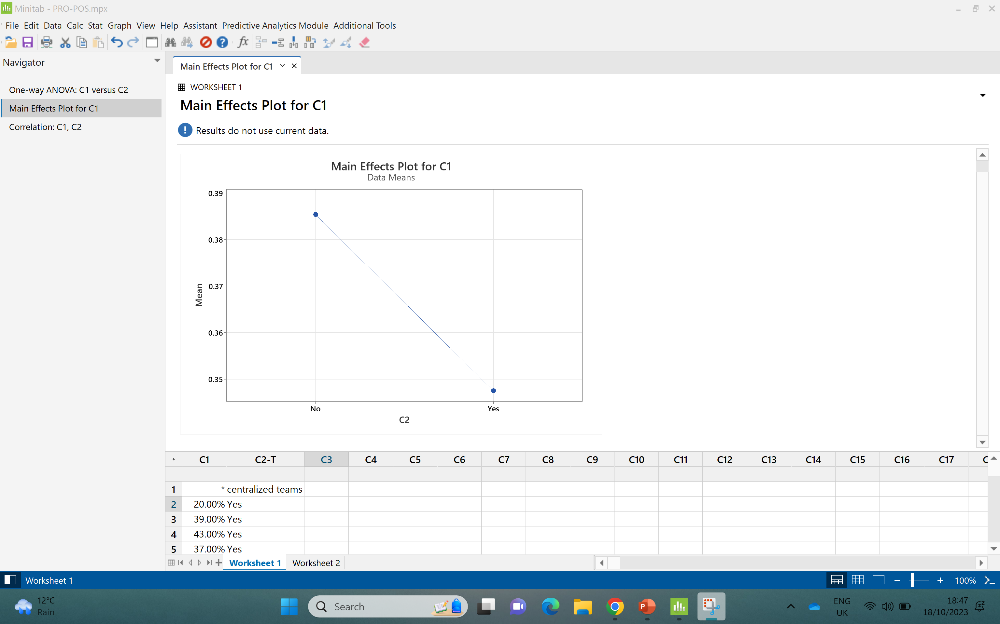 Minitab - PRO-POS.mpx
File Edit Data Calc Stat Graph View Help Assistant Predictive Analytics Module Additional Tools
Navigator
One-way ANOVA: C1 versus C2
Main Effects Plot for C1
Correlation: C1, C2
Main Effects Plot for C1
WORKSHEET 1
Main Effects Plot for C1
Results do not use current data.
Main Effects Plot for C1
Data Means
0.39
0.38
0.37
0.36
0.35
Mean
No Yes
C2
C1 C2-T C3 C4 C5 C6 C7 C8 C9 C10 C11 C12 C13 C14 C15 C16 C17 C
1 * centralized teams
2 20.00% Yes
3 39.00% Yes
4 43.00% Yes
5 37.00% Yes
Worksheet 1 Worksheet 2
Worksheet 1 100%
12°C
Rain
Search
ENG
UK
18:47
18/10/2023